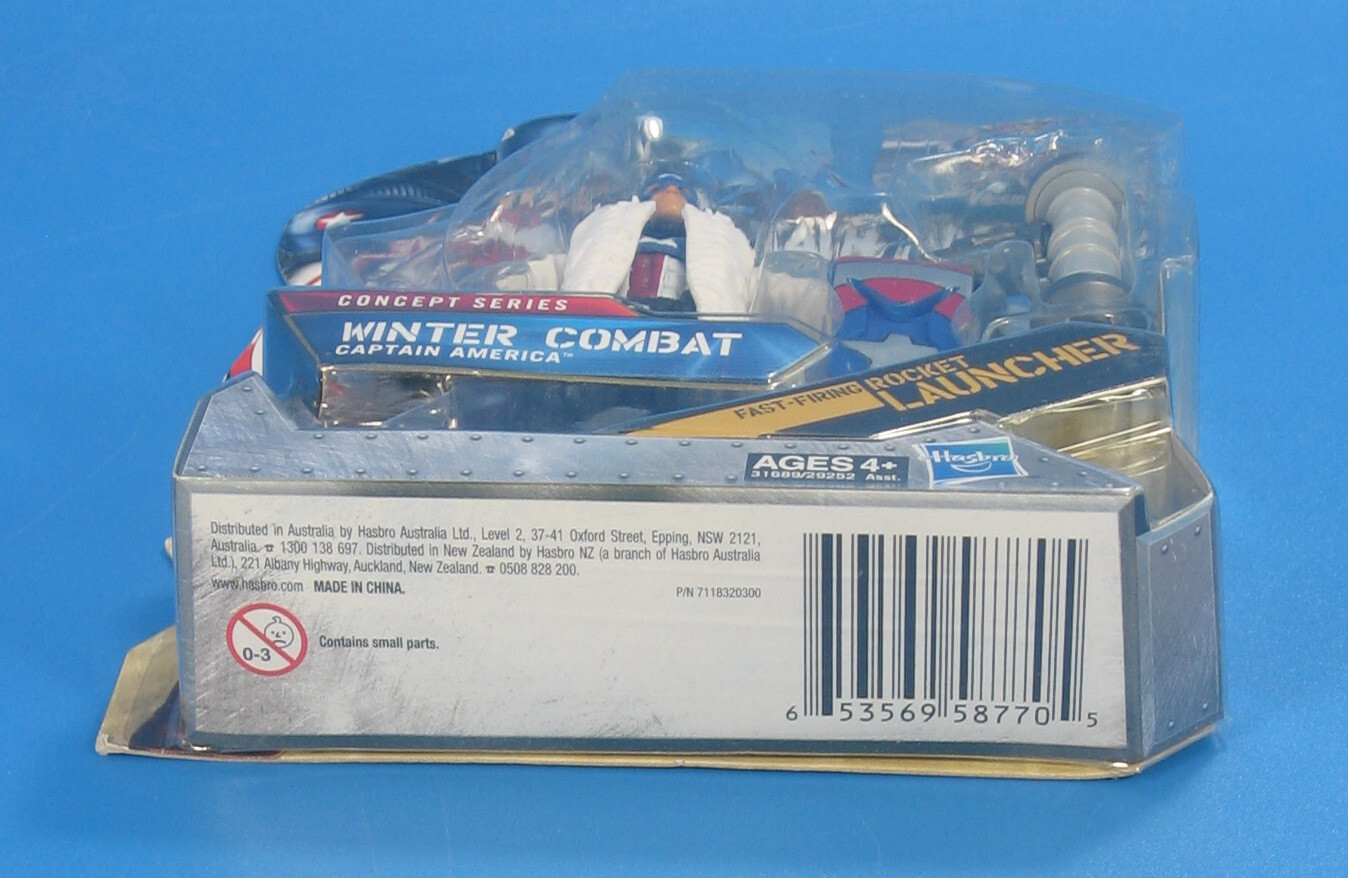 CONCEPT SERIES
WINTER COMBAT
CAPTAIN AMERICA™
FAST-FIRING ROCKET
LAUNCHER
AGES 4+
31689/29252 Asst.
Hasbro
Distributed in Australia by Hasbro Australia Ltd., Level 2, 37-41 Oxford Street, Epping, NSW 2121,
Australia. ☎ 1300 138 697. Distributed in New Zealand by Hasbro NZ (a branch of Hasbro Australia
Ltd.), 221 Albany Highway, Auckland, New Zealand. ☎ 0508 828 200.
www.hasbro.com MADE IN CHINA.
P/N 7118320300
0-3
Contains small parts.
6 53569 58770 5